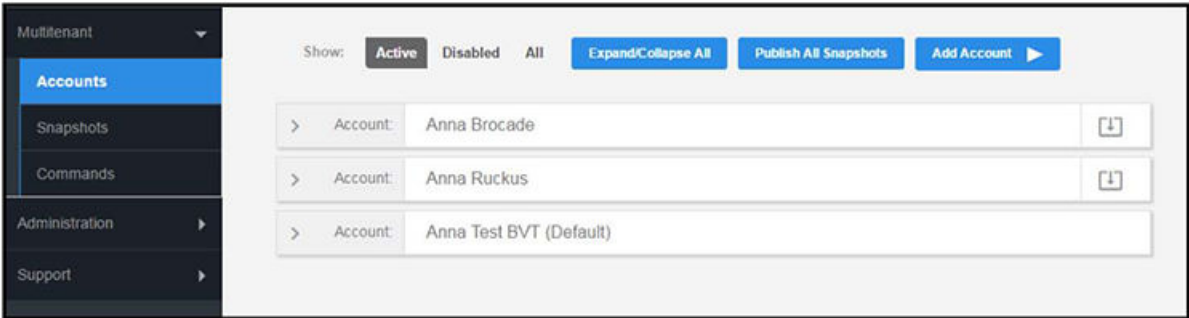 Multitenant
Accounts
Snapshots
Commands
Administration
Support
Show: Active Disabled All Expand/Collapse All Publish All Snapshots Add Account
Account: Anna Brocade
Account: Anna Ruckus
Account: Anna Test BVT (Default)